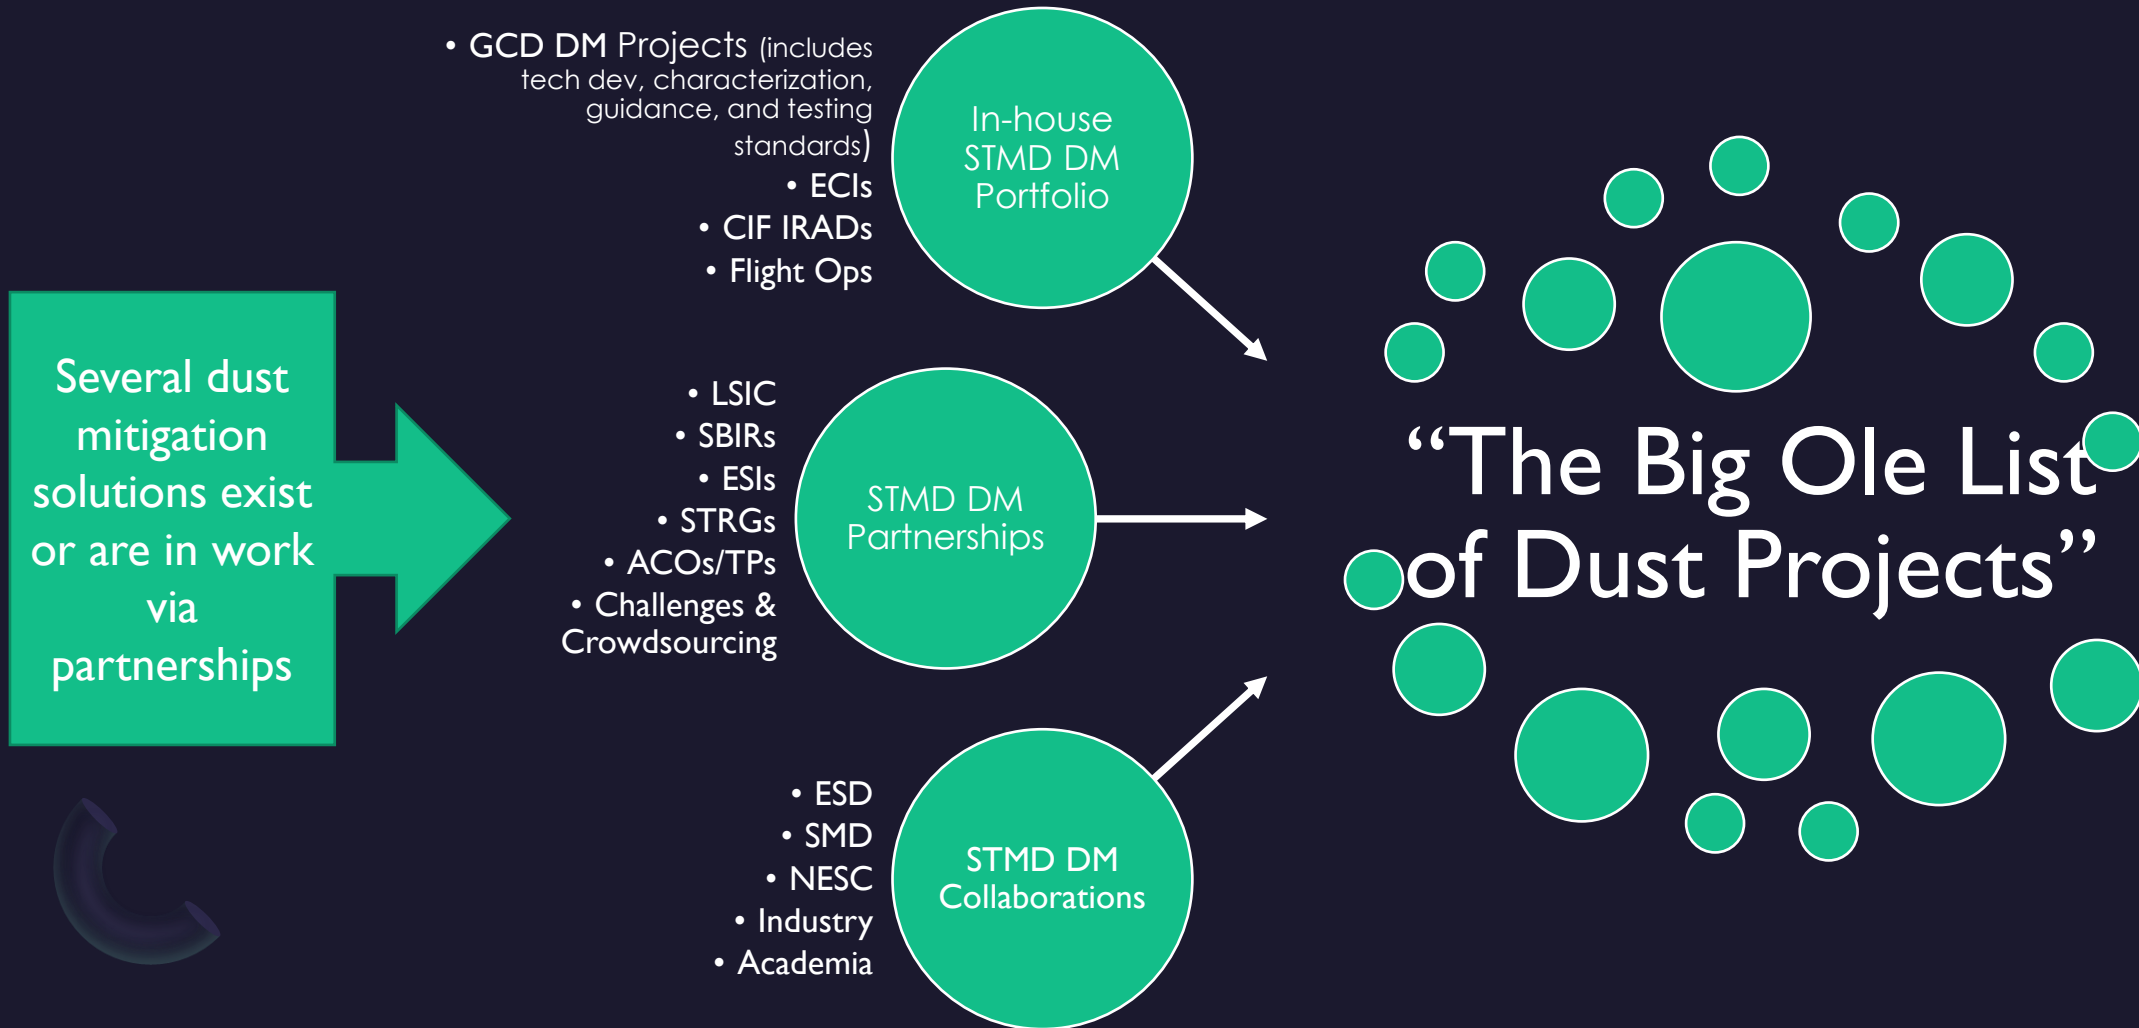 Several dust
mitigation
solutions exist
or are in work
via
partnerships
• GCD DM Projects (includes
tech dev, characterization,
guidance, and testing
standards)
• ECIs
• CIF IRADs
• Flight Ops
In-house
STMD DM
Portfolio
• LSIC
• SBIRs
• ESIs
• STRGs
• ACOs/TPs
• Challenges &
Crowdsourcing
STMD DM
Partnerships
• ESD
• SMD
• NESC
• Industry
• Academia
STMD DM
Collaborations
“The Big Ole List
of Dust Projects”